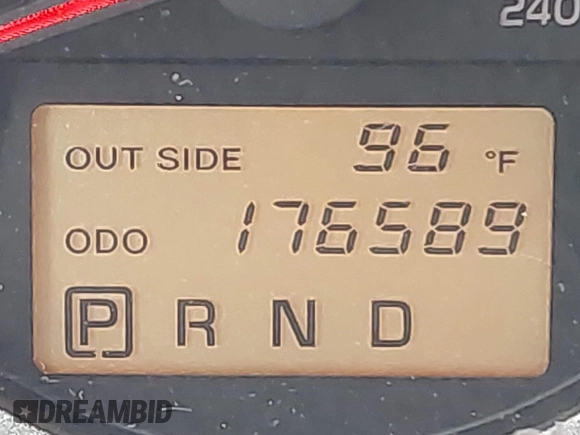 240
OUT SIDE 96 °F
ODO 176589
P R N D
DREAMBID